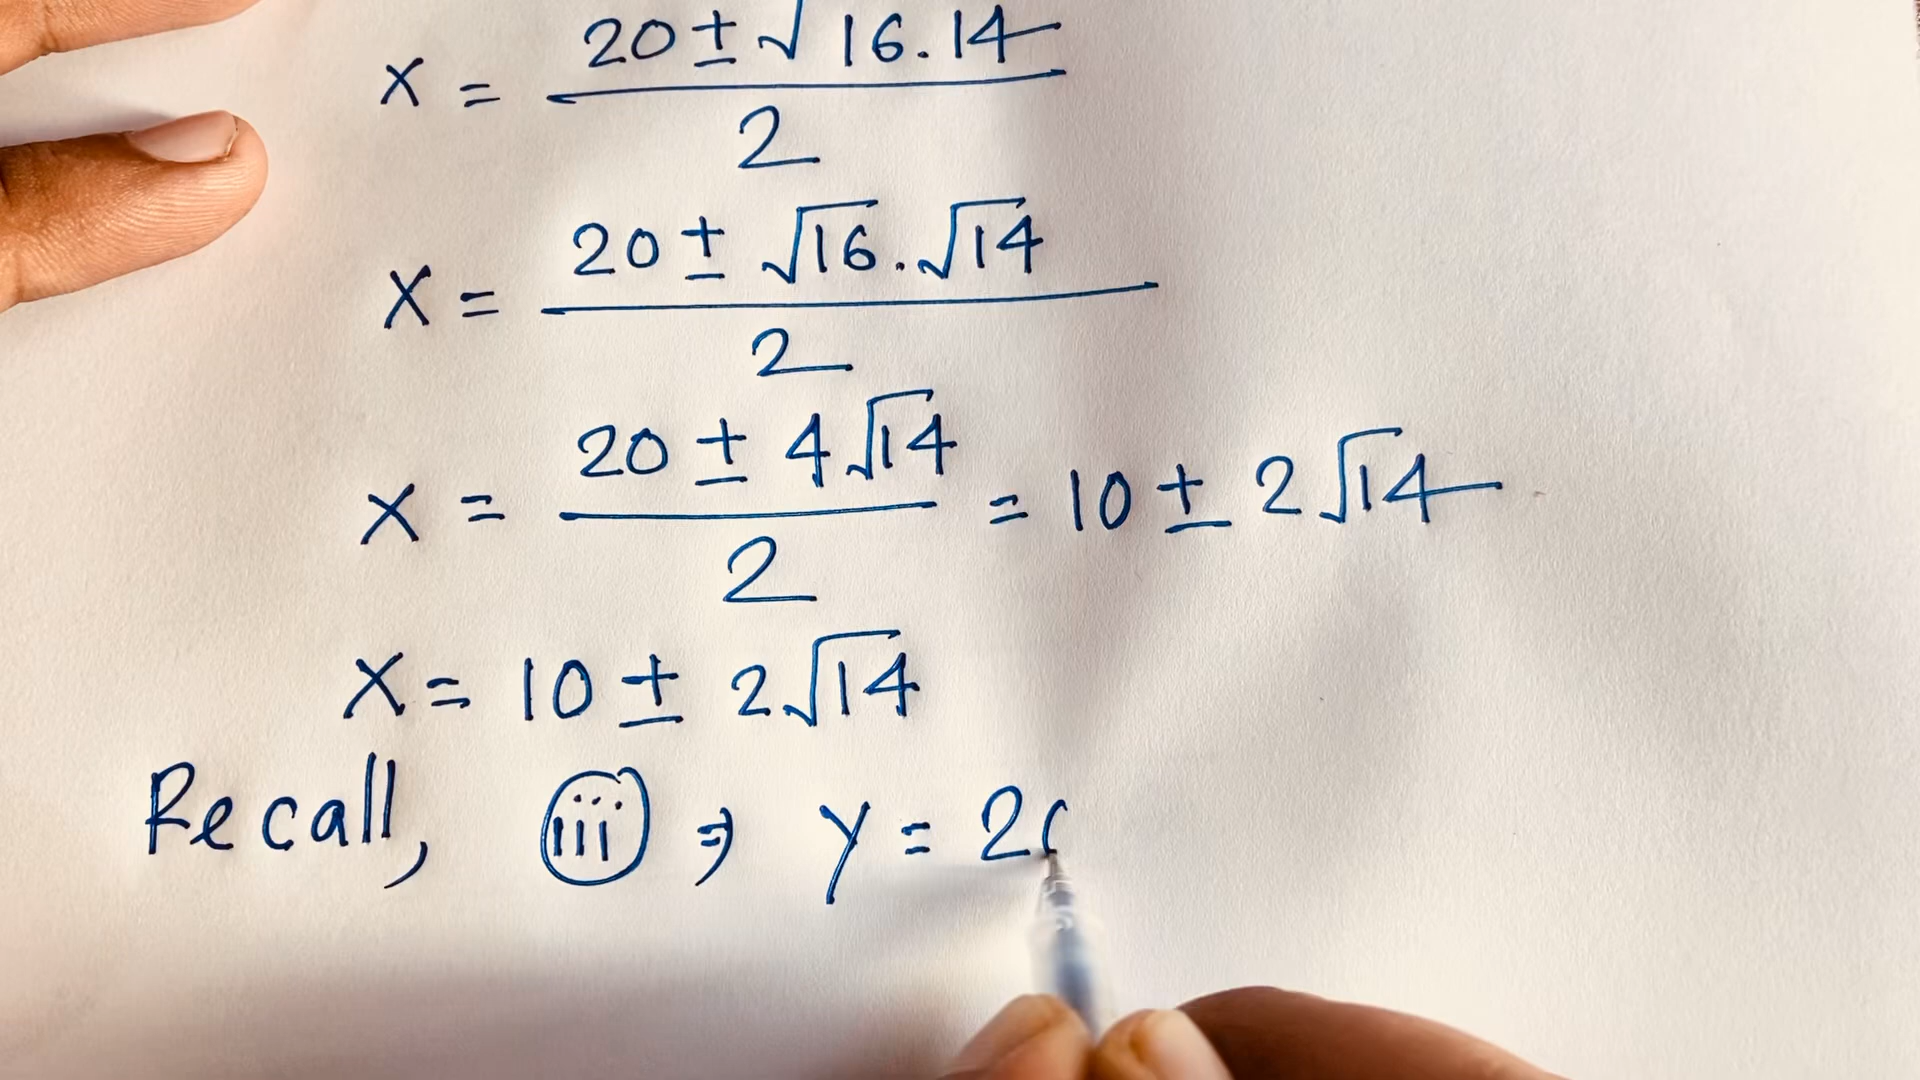 x = (20 ± √16.14) / 2
x = (20 ± √16.√14) / 2
x = (20 ± 4√14) / 2 = 10 ± 2√14
x = 10 ± 2√14
Recall, (iii) ⇒ y = 20